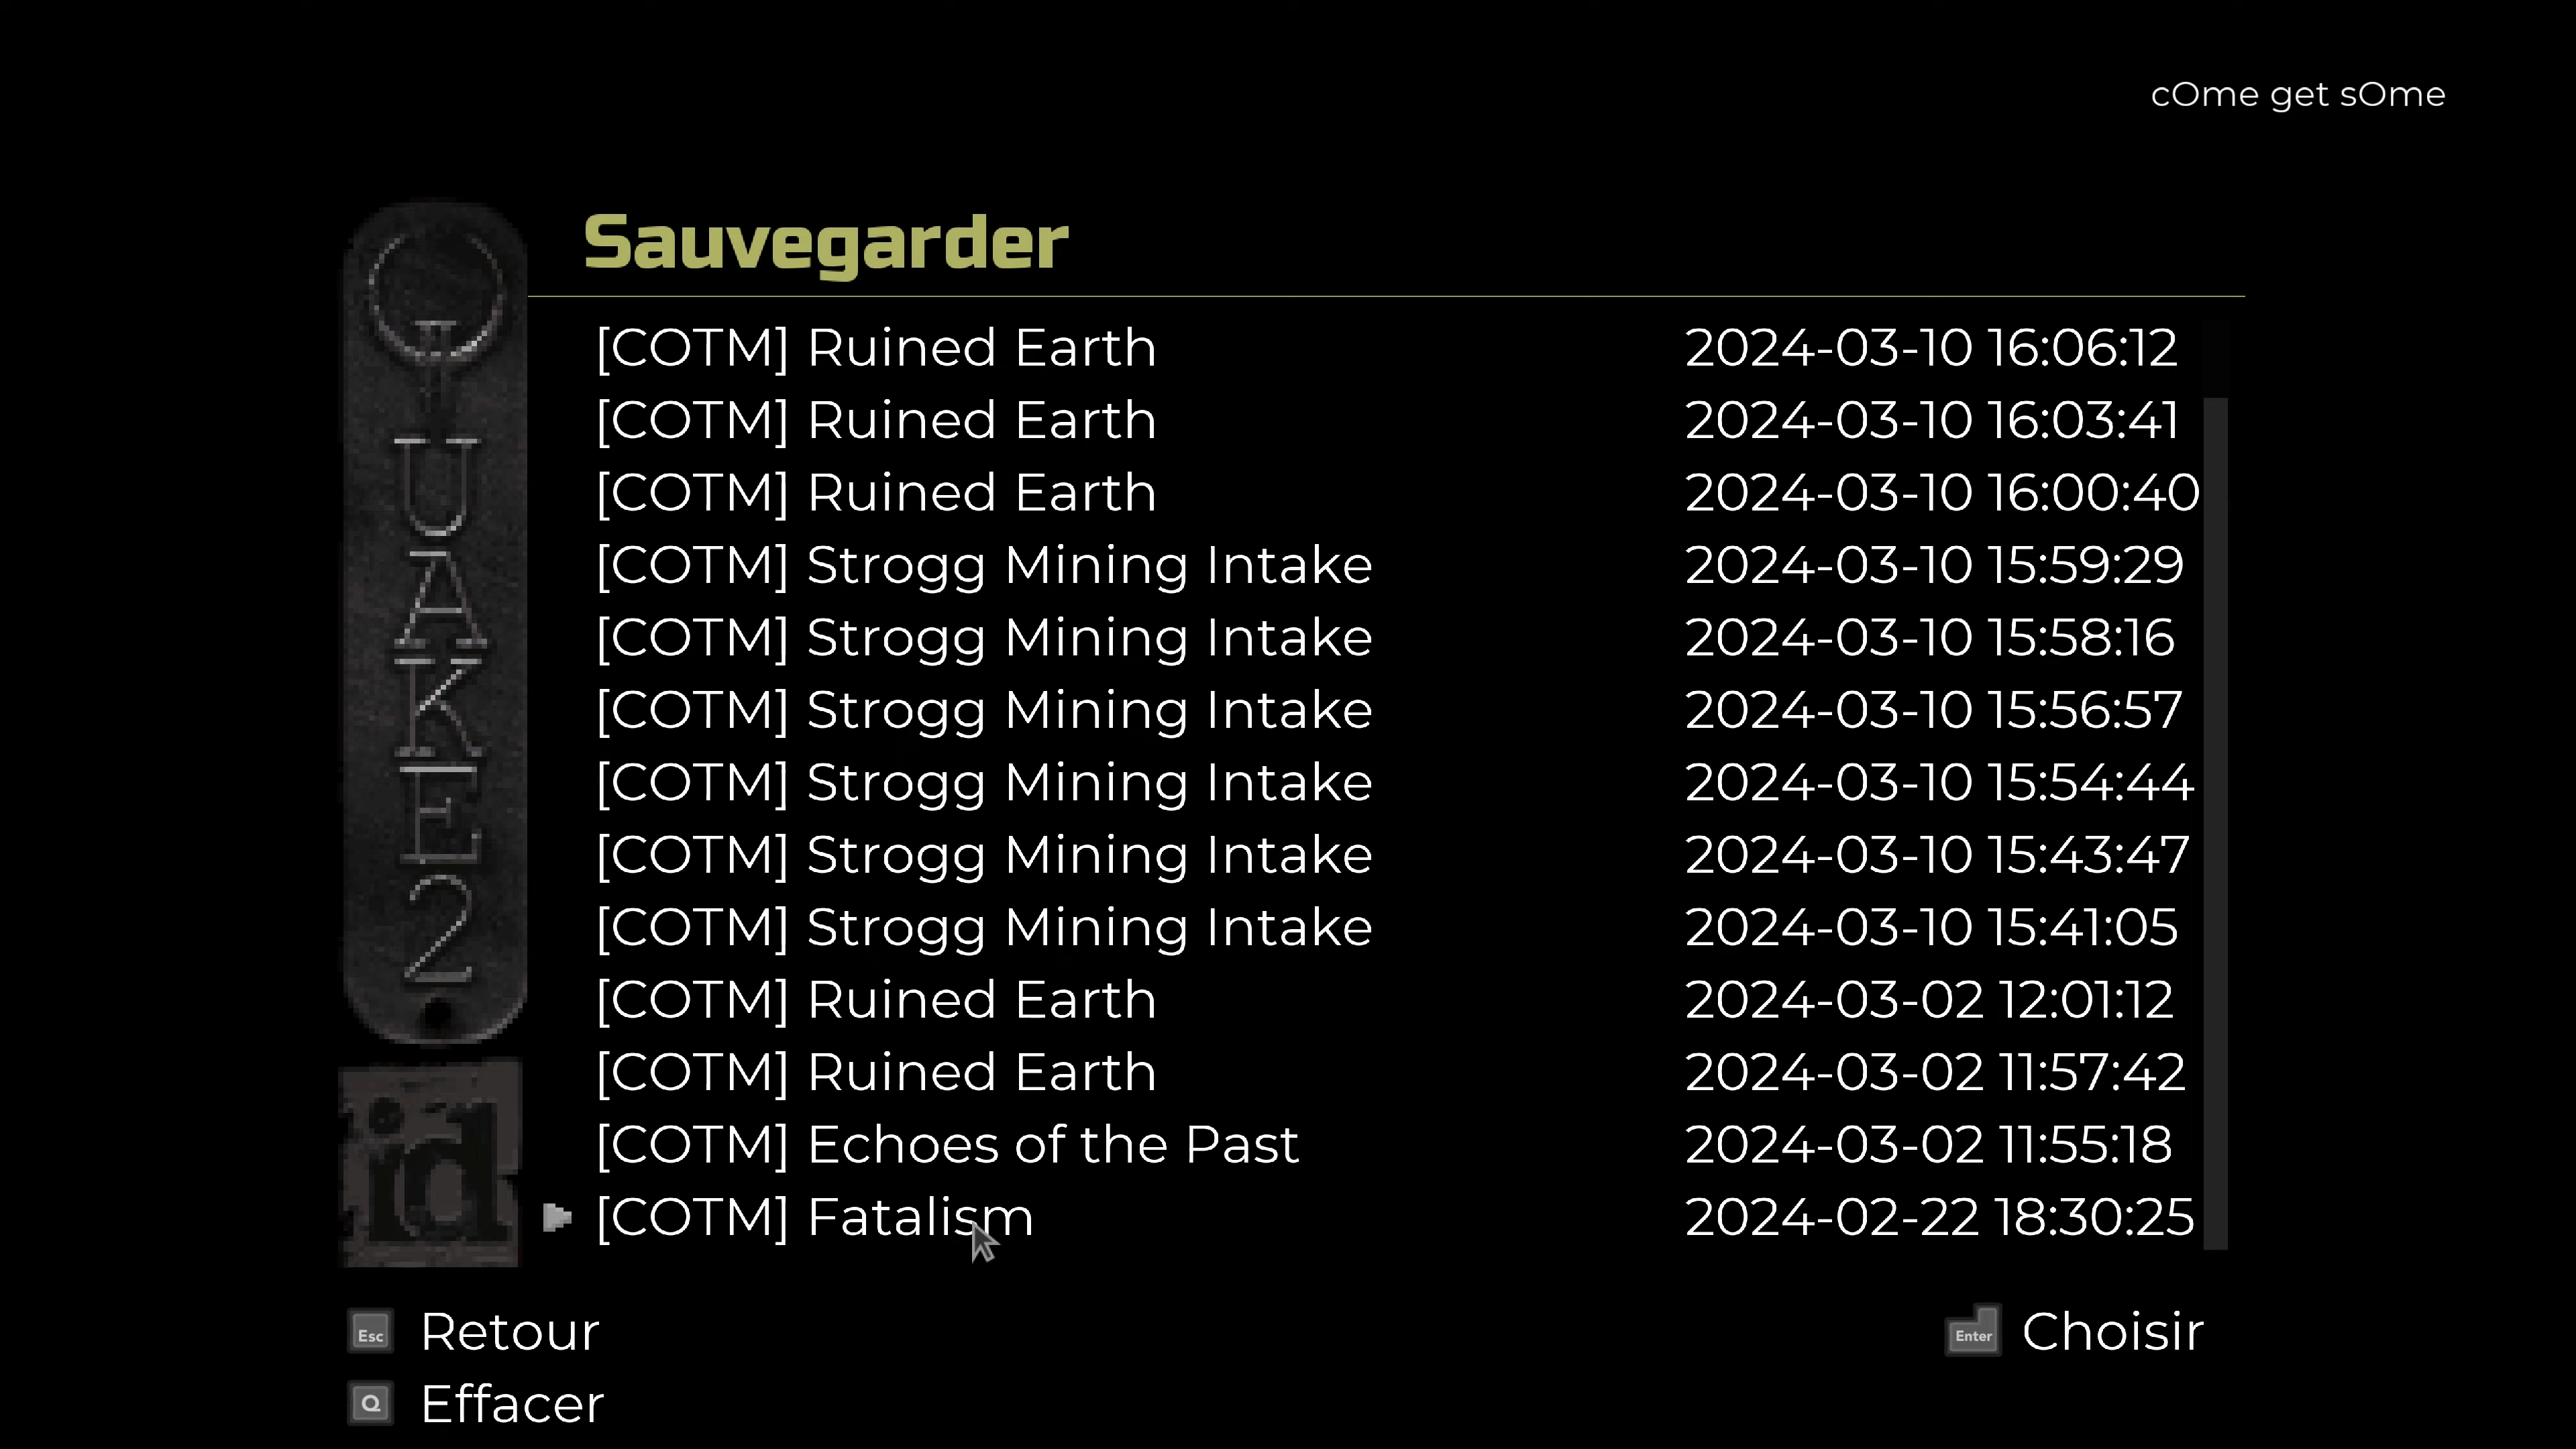 cOme get sOme
Sauvegarder
[COTM] Ruined Earth 2024-03-10 16:06:12
[COTM] Ruined Earth 2024-03-10 16:03:41
[COTM] Ruined Earth 2024-03-10 16:00:40
[COTM] Strogg Mining Intake 2024-03-10 15:59:29
[COTM] Strogg Mining Intake 2024-03-10 15:58:16
[COTM] Strogg Mining Intake 2024-03-10 15:56:57
[COTM] Strogg Mining Intake 2024-03-10 15:54:44
[COTM] Strogg Mining Intake 2024-03-10 15:43:47
[COTM] Strogg Mining Intake 2024-03-10 15:41:05
[COTM] Ruined Earth 2024-03-02 12:01:12
[COTM] Ruined Earth 2024-03-02 11:57:42
[COTM] Echoes of the Past 2024-03-02 11:55:18
[COTM] Fatalism 2024-02-22 18:30:25
QUAKE2
id
Esc Retour
Enter Choisir
Q Effacer